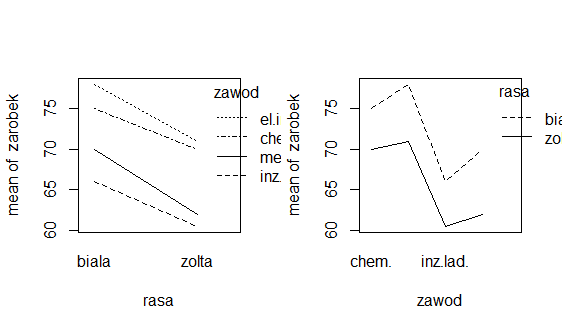 mean of zarobek
75
70
65
60
biala
zolta
rasa
zawod
el.i
che
me
inz.
mean of zarobek
75
70
65
60
chem.
inz.lad.
zawod
rasa
bia
zo